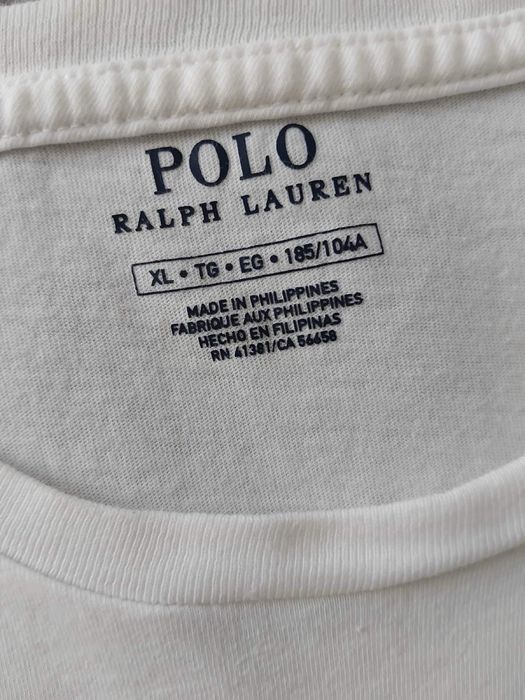 POLO
RALPH LAUREN
XL • TG • EG • 185/104A
MADE IN PHILIPPINES
FABRIQUE AUX PHILIPPINES
HECHO EN FILIPINAS
RN 41381/CA 56658